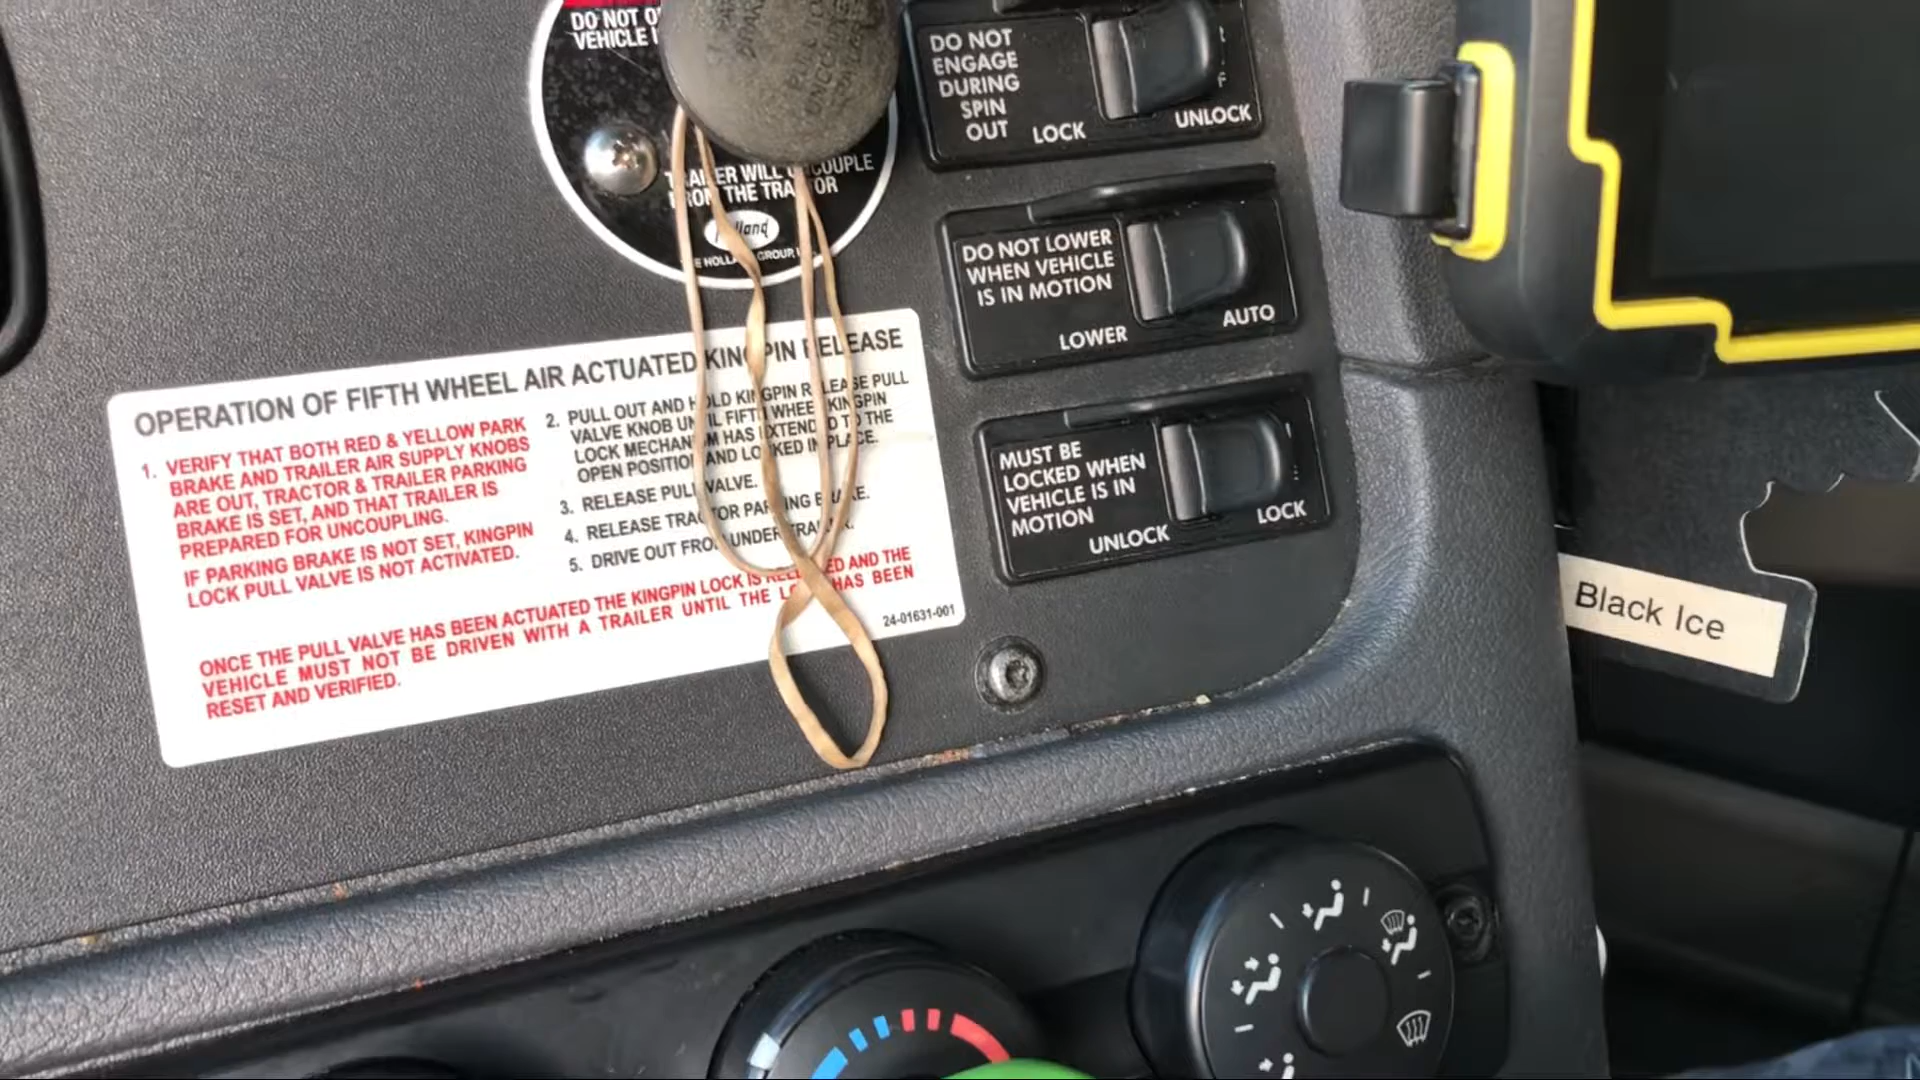 DO NOT
VEHICLE
TRAILER WILL UNCOUPLE
FROM THE TRACTOR
Holland
GROUP
DO NOT
ENGAGE
DURING
SPIN
OUT
LOCK
UNLOCK
DO NOT LOWER
WHEN VEHICLE
IS IN MOTION
LOWER
AUTO
MUST BE
LOCKED WHEN
VEHICLE IS IN
MOTION
UNLOCK
LOCK
OPERATION OF FIFTH WHEEL AIR ACTUATED KINGPIN RELEASE
1. VERIFY THAT BOTH RED & YELLOW PARK
BRAKE AND TRAILER AIR SUPPLY KNOBS
ARE OUT, TRACTOR & TRAILER PARKING
BRAKE IS SET, AND THAT TRAILER IS
PREPARED FOR UNCOUPLING.
IF PARKING BRAKE IS NOT SET, KINGPIN
LOCK PULL VALVE IS NOT ACTIVATED.
2. PULL OUT AND HOLD KINGPIN RELEASE PULL
VALVE KNOB UNTIL FIFTH WHEEL KINGPIN
LOCK MECHANISM HAS EXTENDED TO THE
OPEN POSITION AND LOCKED IN PLACE.
3. RELEASE PULL VALVE.
4. RELEASE TRACTOR PARKING BRAKE.
5. DRIVE OUT FROM UNDER TRAILER.
ONCE THE PULL VALVE HAS BEEN ACTUATED THE KINGPIN LOCK IS RELEASED AND THE
VEHICLE MUST NOT BE DRIVEN WITH A TRAILER UNTIL THE LOCK HAS BEEN
RESET AND VERIFIED.
24-01631-001
Black Ice